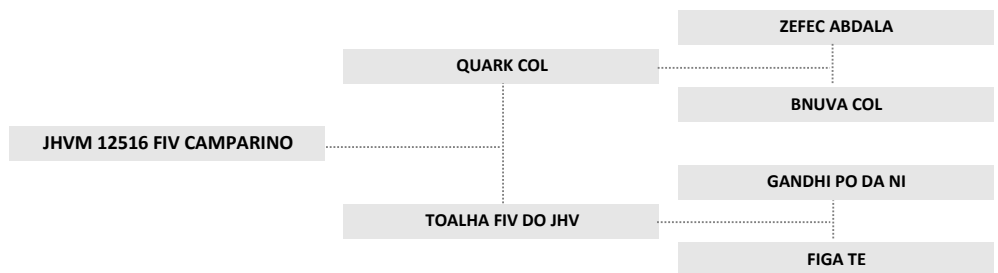 ZEFEC ABDALA
QUARK COL
BNUVA COL
JHVM 12516 FIV CAMPARINO
GANDHI PO DA NI
TOALHA FIV DO JHV
FIGA TE